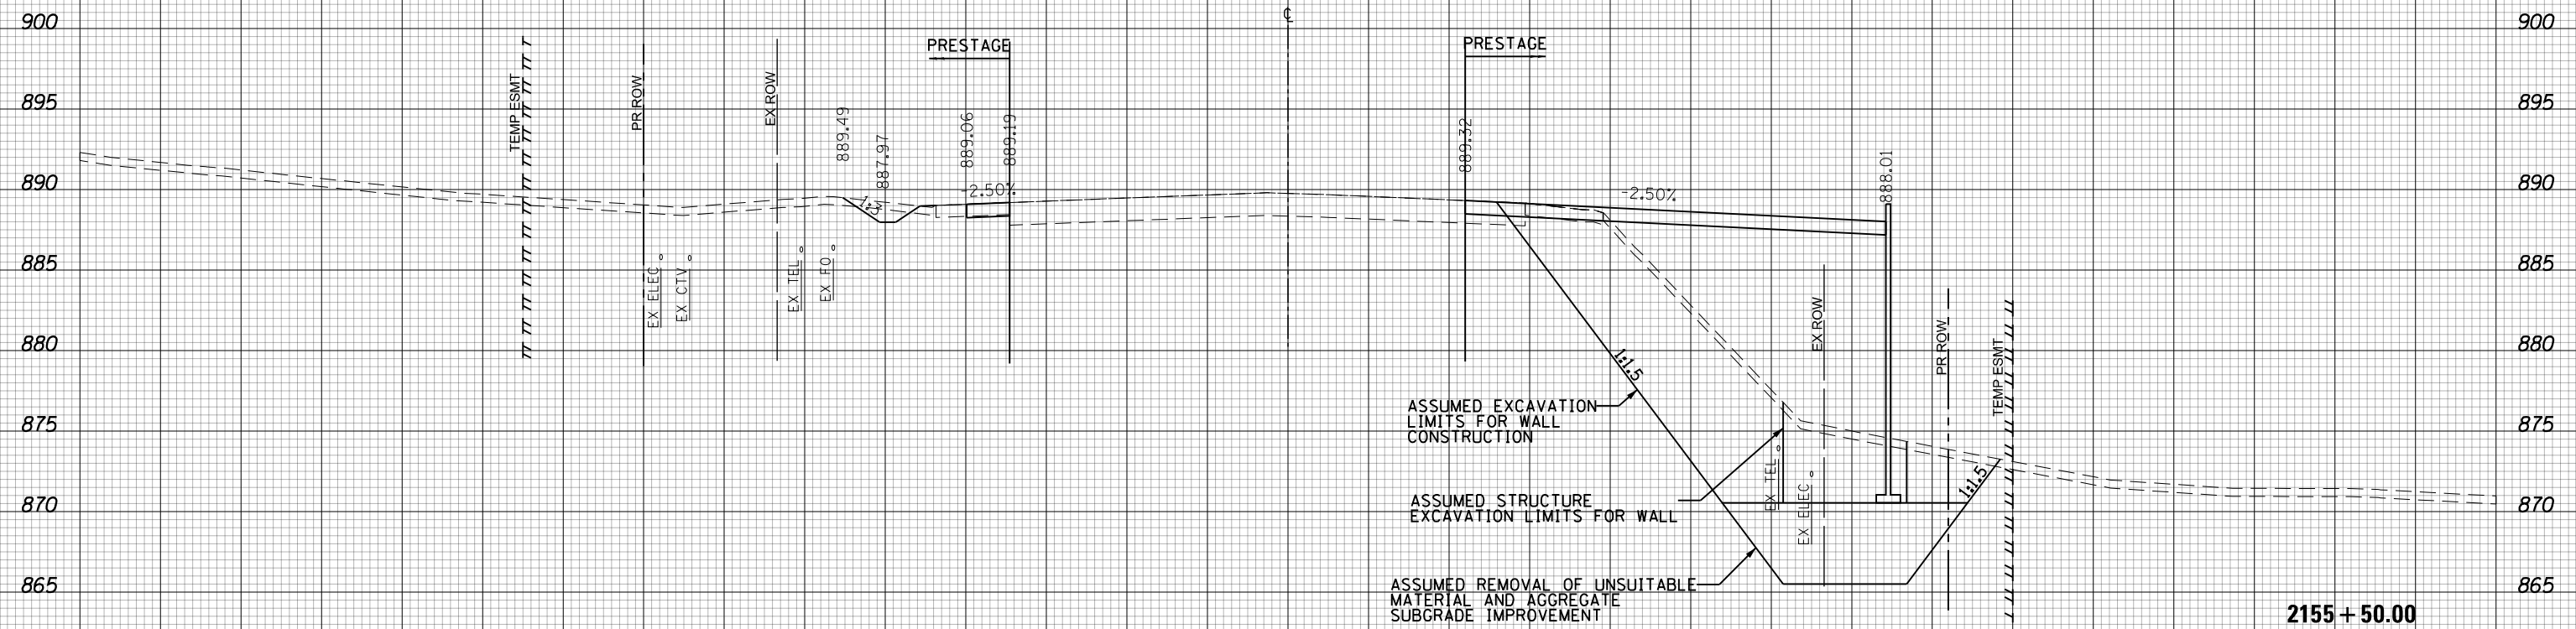 ℄
900
900
PRESTAGE
PRESTAGE
TEMP ESMT
PR ROW
EX ROW
895
895
889.49
887.97
889.06
889.19
889.32
888.01
890
890
1:3
-2.50%
-2.50%
EX ELEC
EX CTV
EX TEL
EX FO
885
885
EX ROW
PR ROW
TEMP ESMT
880
880
1:1.5
ASSUMED EXCAVATION
LIMITS FOR WALL
CONSTRUCTION
875
875
EX TEL
EX ELEC
1:1.5
870
870
ASSUMED STRUCTURE
EXCAVATION LIMITS FOR WALL
865
865
ASSUMED REMOVAL OF UNSUITABLE
MATERIAL AND AGGREGATE
SUBGRADE IMPROVEMENT
2155+50.00